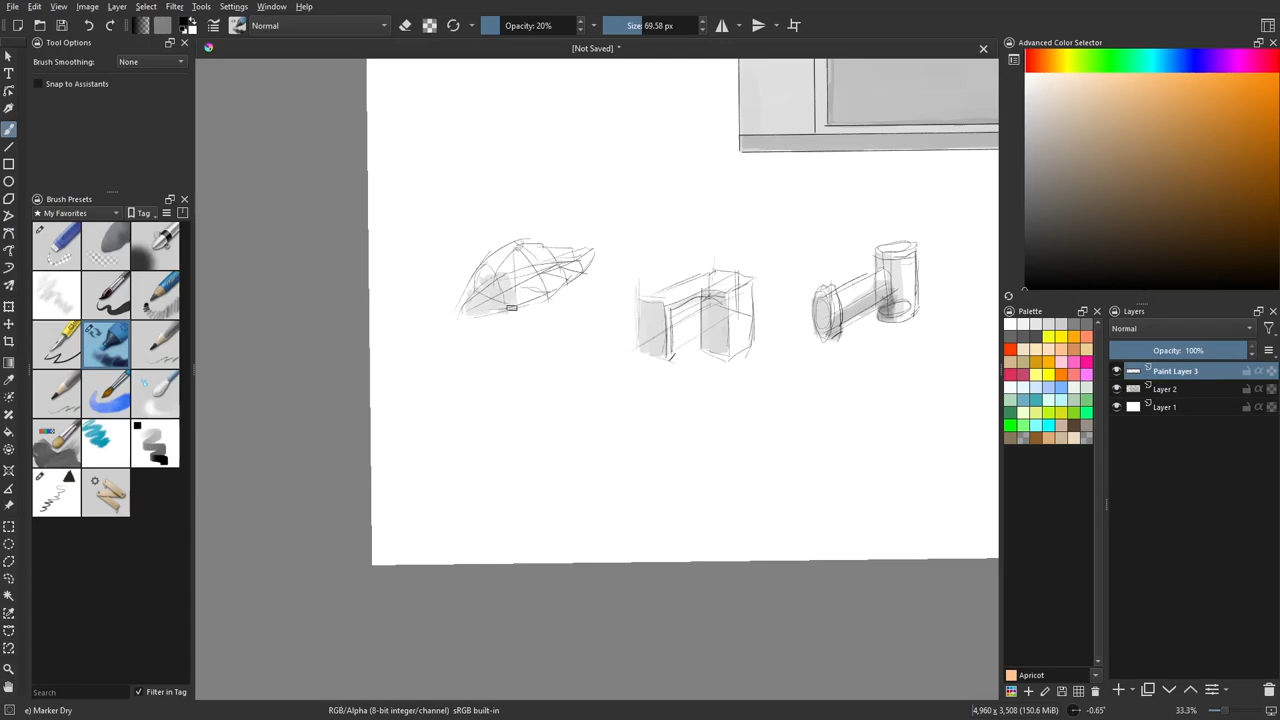 File Edit View Image Layer Select Filter Tools Settings Window Help
Normal
Opacity: 20%
Size: 69.58 px
[Not Saved] *
Tool Options
Brush Smoothing: None
Snap to Assistants
Brush Presets
My Favorites
Tag
Search
Filter in Tag
Advanced Color Selector
Palette
Apricot
Layers
Normal
Opacity: 100%
Paint Layer 3
Layer 2
Layer 1
e) Marker Dry
RGB/Alpha (8-bit integer/channel) sRGB built-in
4,960 x 3,508 (150.6 MiB)
-0.65°
33.3%